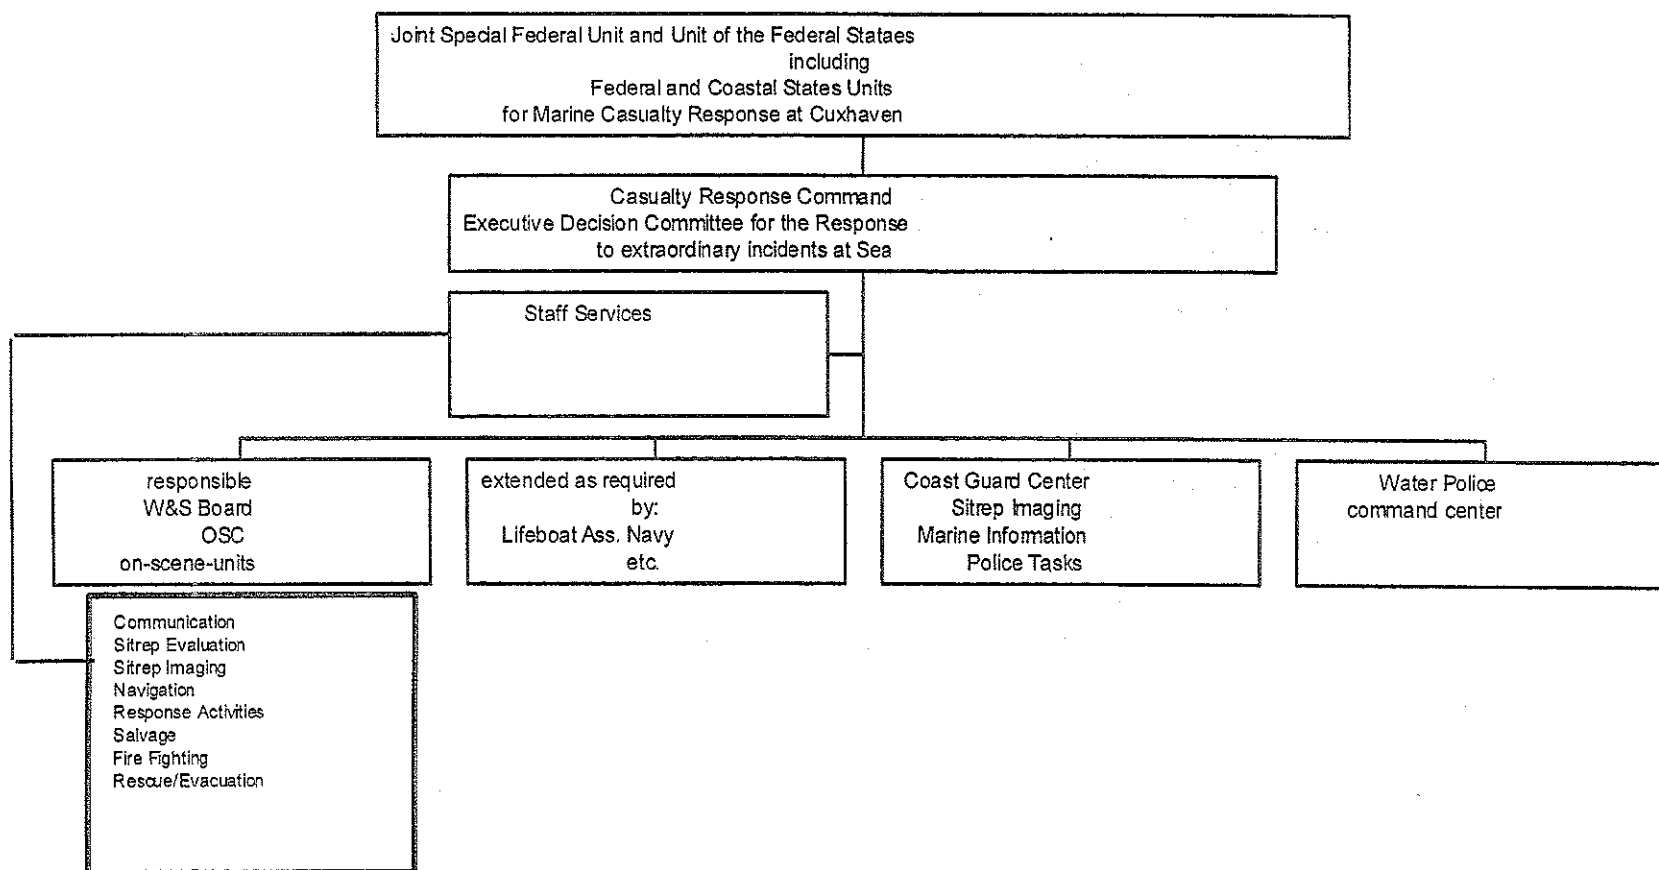 Joint Special Federal Unit and Unit of the Federal Stataes
including
Federal and Coastal States Units
for Marine Casualty Response at Cuxhaven
Casualty Response Command
Executive Decision Committee for the Response
to extraordinary incidents at Sea
Staff Services
responsible
W&S Board
OSC
on-scene-units
extended as required
by:
Lifeboat Ass. Navy
etc.
Coast Guard Center
Sitrep Imaging
Marine Information
Police Tasks
Water Police
command center
Communication
Sitrep Evaluation
Sitrep Imaging
Navigation
Response Activities
Salvage
Fire Fighting
Rescue/Evacuation